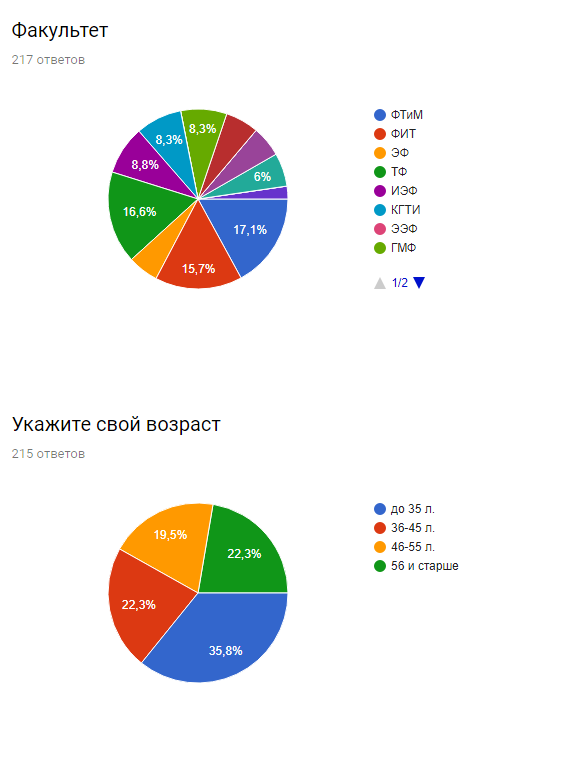 Факультет
217 ответов
8,3%
8,3%
8,8%
6%
16,6%
17,1%
15,7%
ФТиМ
ФИТ
ЭФ
ТФ
ИЭФ
КГТИ
ЭЭФ
ГМФ
1/2
Укажите свой возраст
215 ответов
19,5%
22,3%
22,3%
35,8%
до 35 л.
36-45 л.
46-55 л.
56 и старше